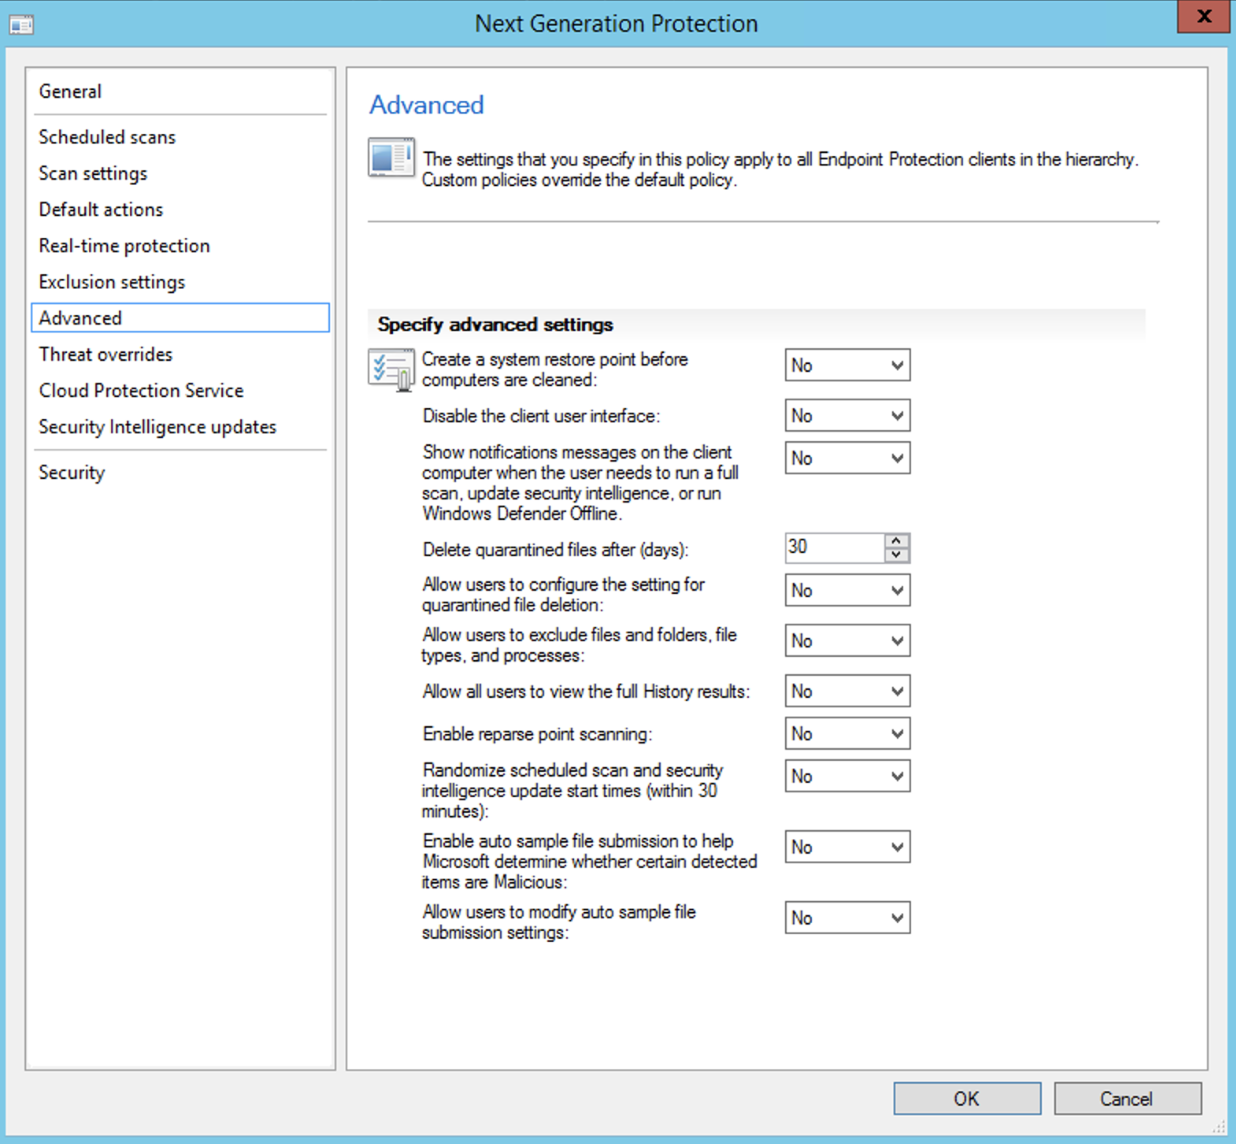 Next Generation Protection
x
General
Scheduled scans
Scan settings
Default actions
Real-time protection
Exclusion settings
Advanced
Threat overrides
Cloud Protection Service
Security Intelligence updates
Security
Advanced
The settings that you specify in this policy apply to all Endpoint Protection clients in the hierarchy.
Custom policies override the default policy.
Specify advanced settings
Create a system restore point before
computers are cleaned:
No
Disable the client user interface:
No
Show notifications messages on the client
computer when the user needs to run a full
scan, update security intelligence, or run
Windows Defender Offline.
No
Delete quarantined files after (days):
30
Allow users to configure the setting for
quarantined file deletion:
No
Allow users to exclude files and folders, file
types, and processes:
No
Allow all users to view the full History results:
No
Enable reparse point scanning:
No
Randomize scheduled scan and security
intelligence update start times (within 30
minutes):
No
Enable auto sample file submission to help
Microsoft determine whether certain detected
items are Malicious:
No
Allow users to modify auto sample file
submission settings:
No
OK
Cancel